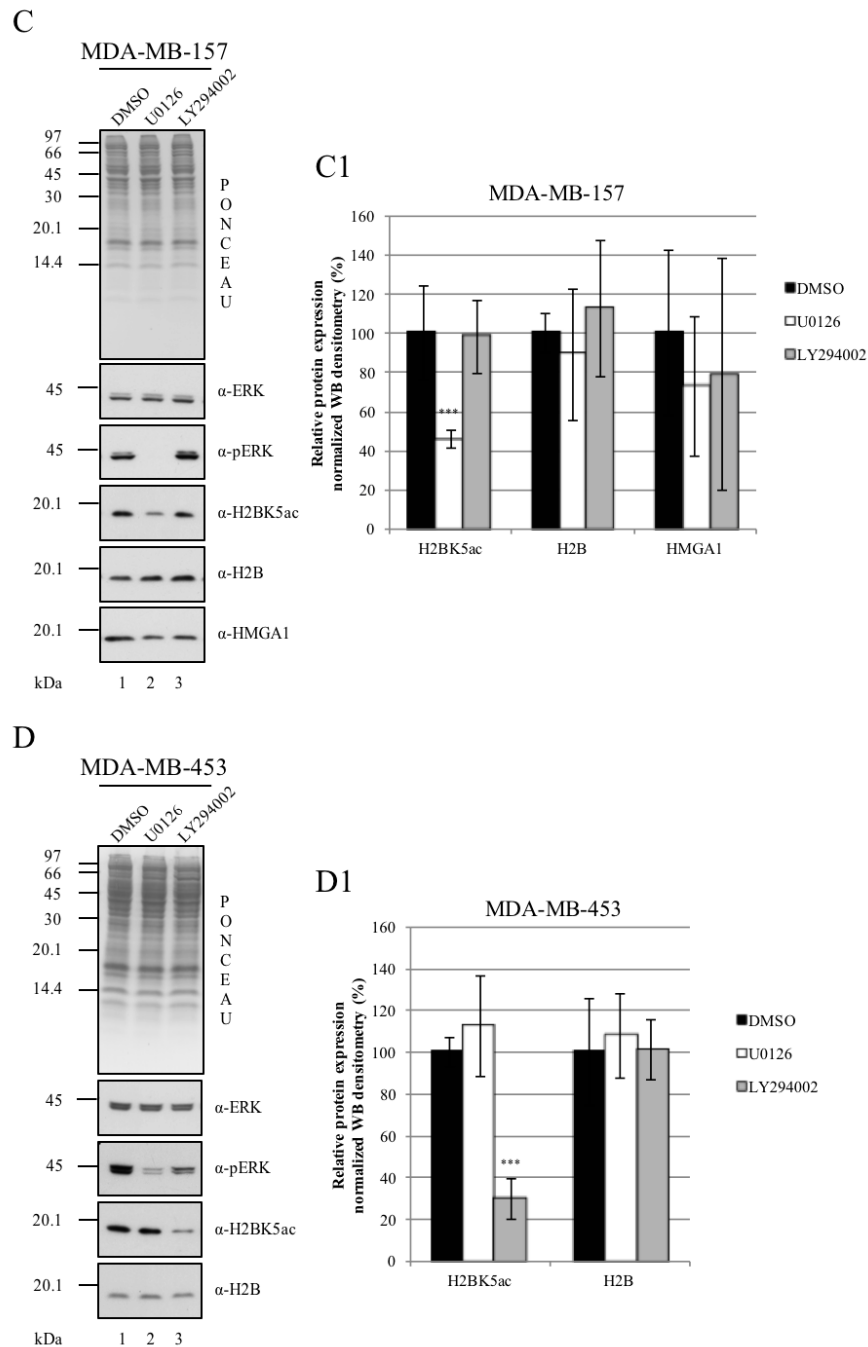 C
MDA-MB-157
DMSO
U0126
LY294002
97
66
45
30
20.1
14.4
PONCEAU
45
α-ERK
45
α-pERK
20.1
α-H2BK5ac
20.1
α-H2B
20.1
α-HMGA1
kDa 1 2 3
C1
MDA-MB-157
Relative protein expression
normalized WB densitometry (%)
160
140
120
100
80
60
40
20
0
***
H2BK5ac H2B HMGA1
DMSO
U0126
LY294002
D
MDA-MB-453
DMSO
U0126
LY294002
97
66
45
30
20.1
14.4
PONCEAU
45
α-ERK
45
α-pERK
20.1
α-H2BK5ac
20.1
α-H2B
kDa 1 2 3
D1
MDA-MB-453
Relative protein expression
normalized WB densitometry (%)
160
140
120
100
80
60
40
20
0
***
H2BK5ac H2B
DMSO
U0126
LY294002